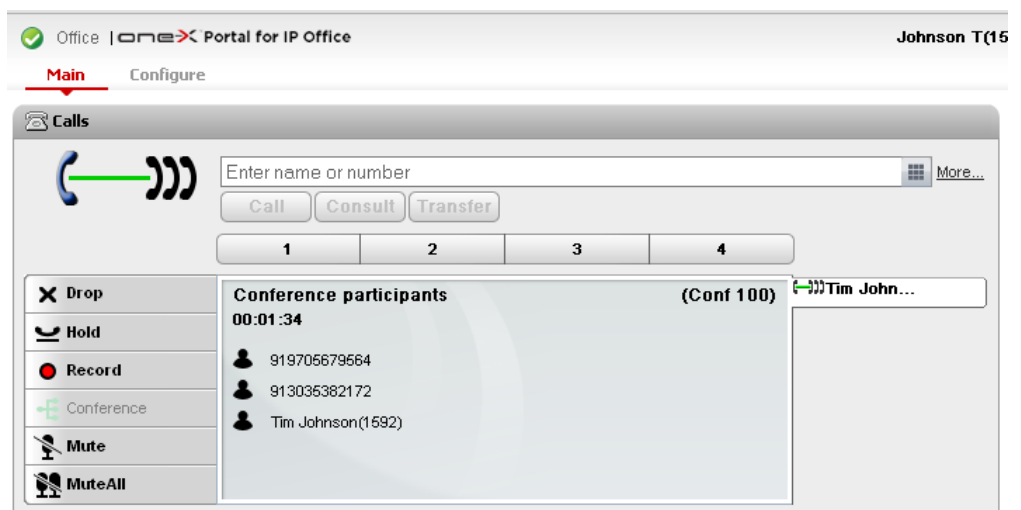 Office | one-X Portal for IP Office Johnson T(15
Main Configure
Calls
Enter name or number More...
Call Consult Transfer
1 2 3 4
Drop Conference participants (Conf 100) Tim John...
00:01:34
Hold
919705679564
Record
913035382172
Conference
Tim Johnson(1592)
Mute
MuteAll